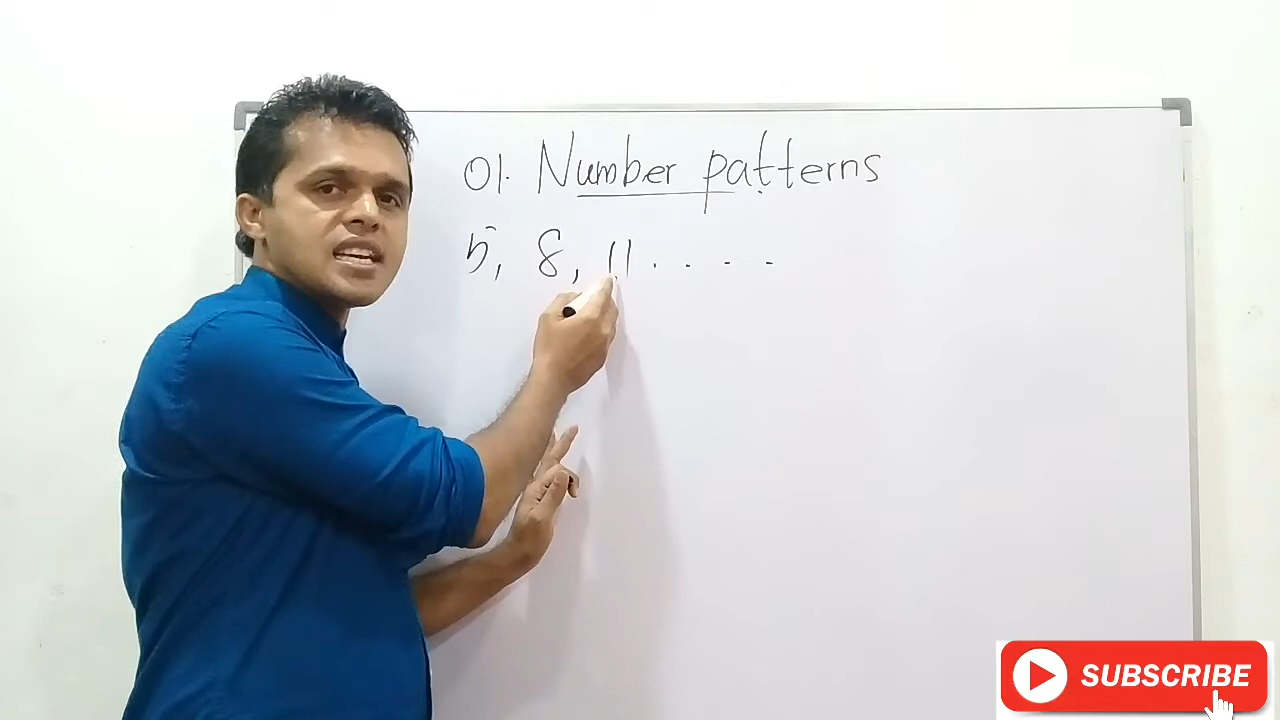 01. Number patterns
5, 8, 11 . . . .
SUBSCRIBE